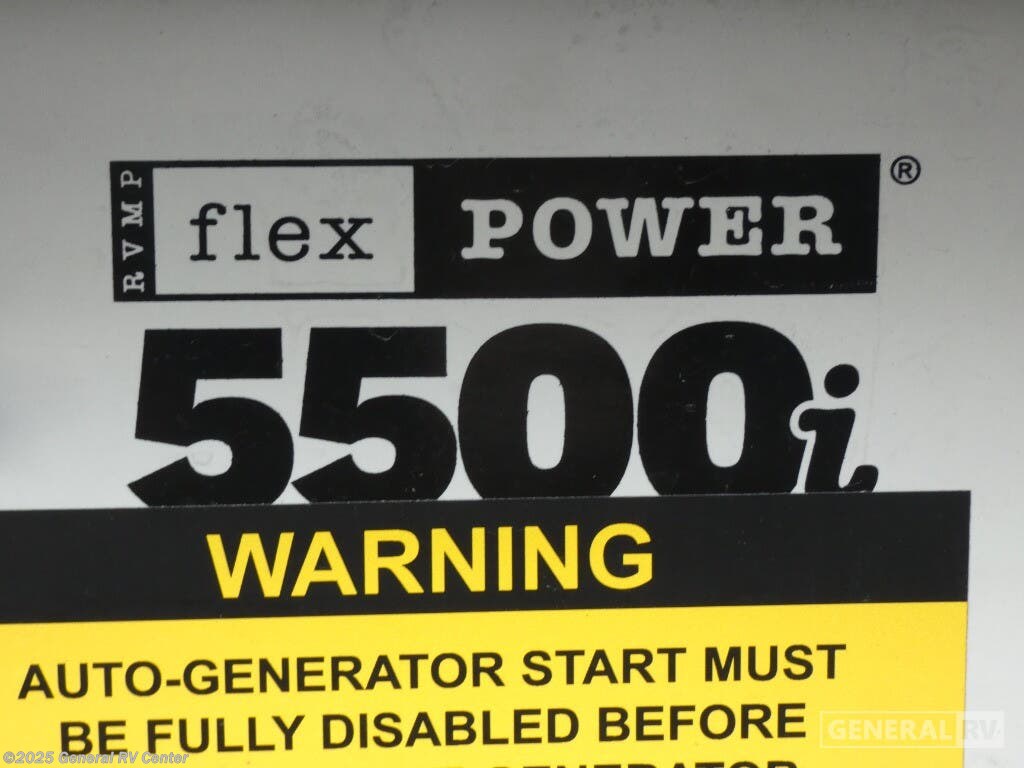 RVMP flex POWER ®
5500i
WARNING
AUTO-GENERATOR START MUST
BE FULLY DISABLED BEFORE
GENERATOR
©2025 General RV Center
GENERAL RV